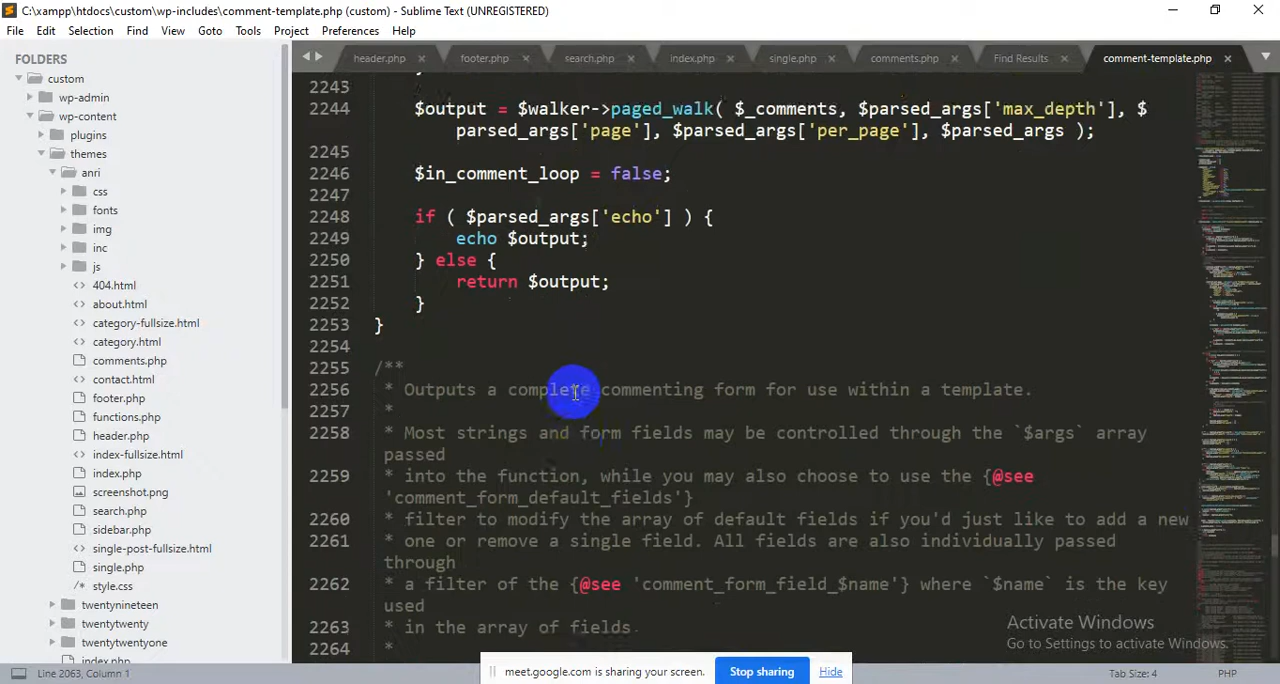 C:\xampp\htdocs\custom\wp-includes\comment-template.php (custom) - Sublime Text (UNREGISTERED)
File Edit Selection Find View Goto Tools Project Preferences Help
FOLDERS
custom
wp-admin
wp-content
plugins
themes
anri
css
fonts
img
inc
js
404.html
about.html
category-fullsize.html
category.html
comments.php
contact.html
footer.php
functions.php
header.php
index-fullsize.html
index.php
screenshot.png
search.php
sidebar.php
single-post-fullsize.html
single.php
style.css
twentynineteen
twentytwenty
twentytwentyone
index.php
header.php footer.php search.php index.php single.php comments.php Find Results comment-template.php
2243
2244 $output = $walker->paged_walk( $_comments, $parsed_args['max_depth'], $
parsed_args['page'], $parsed_args['per_page'], $parsed_args );
2245
2246 $in_comment_loop = false;
2247
2248 if ( $parsed_args['echo'] ) {
2249 echo $output;
2250 } else {
2251 return $output;
2252 }
2253 }
2254
2255 /**
2256 * Outputs a complete commenting form for use within a template.
2257 *
2258 * Most strings and form fields may be controlled through the `$args` array
passed
2259 * into the function, while you may also choose to use the {@see
'comment_form_default_fields'}
2260 * filter to modify the array of default fields if you'd just like to add a new
2261 * one or remove a single field. All fields are also individually passed
through
2262 * a filter of the {@see 'comment_form_field_$name'} where `$name` is the key
used
2263 * in the array of fields.
2264 *
Activate Windows
Go to Settings to activate Windows.
meet.google.com is sharing your screen. Stop sharing Hide
Line 2063, Column 1 Tab Size: 4 PHP